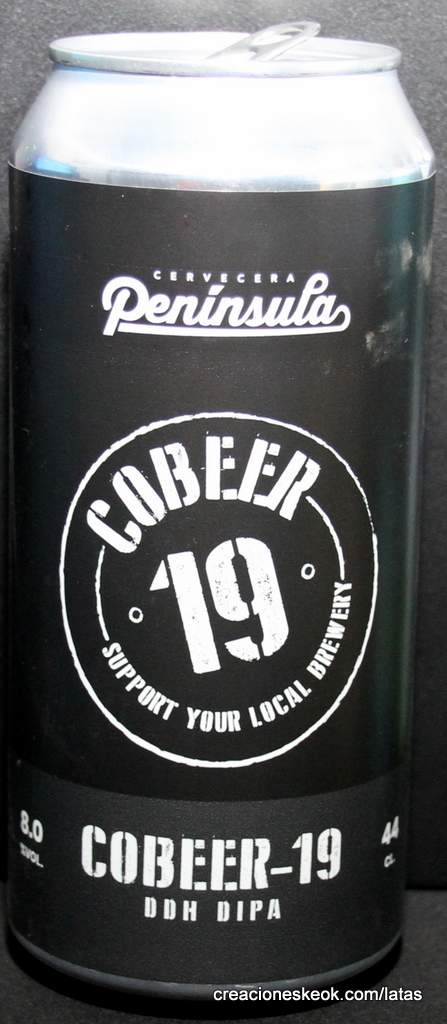 CERVECERA
Península
COBEER
19
SUPPORT YOUR LOCAL BREWERY
8.0
%VOL.
COBEER-19
DDH DIPA
44
CL.
creacioneskeok.com/latas